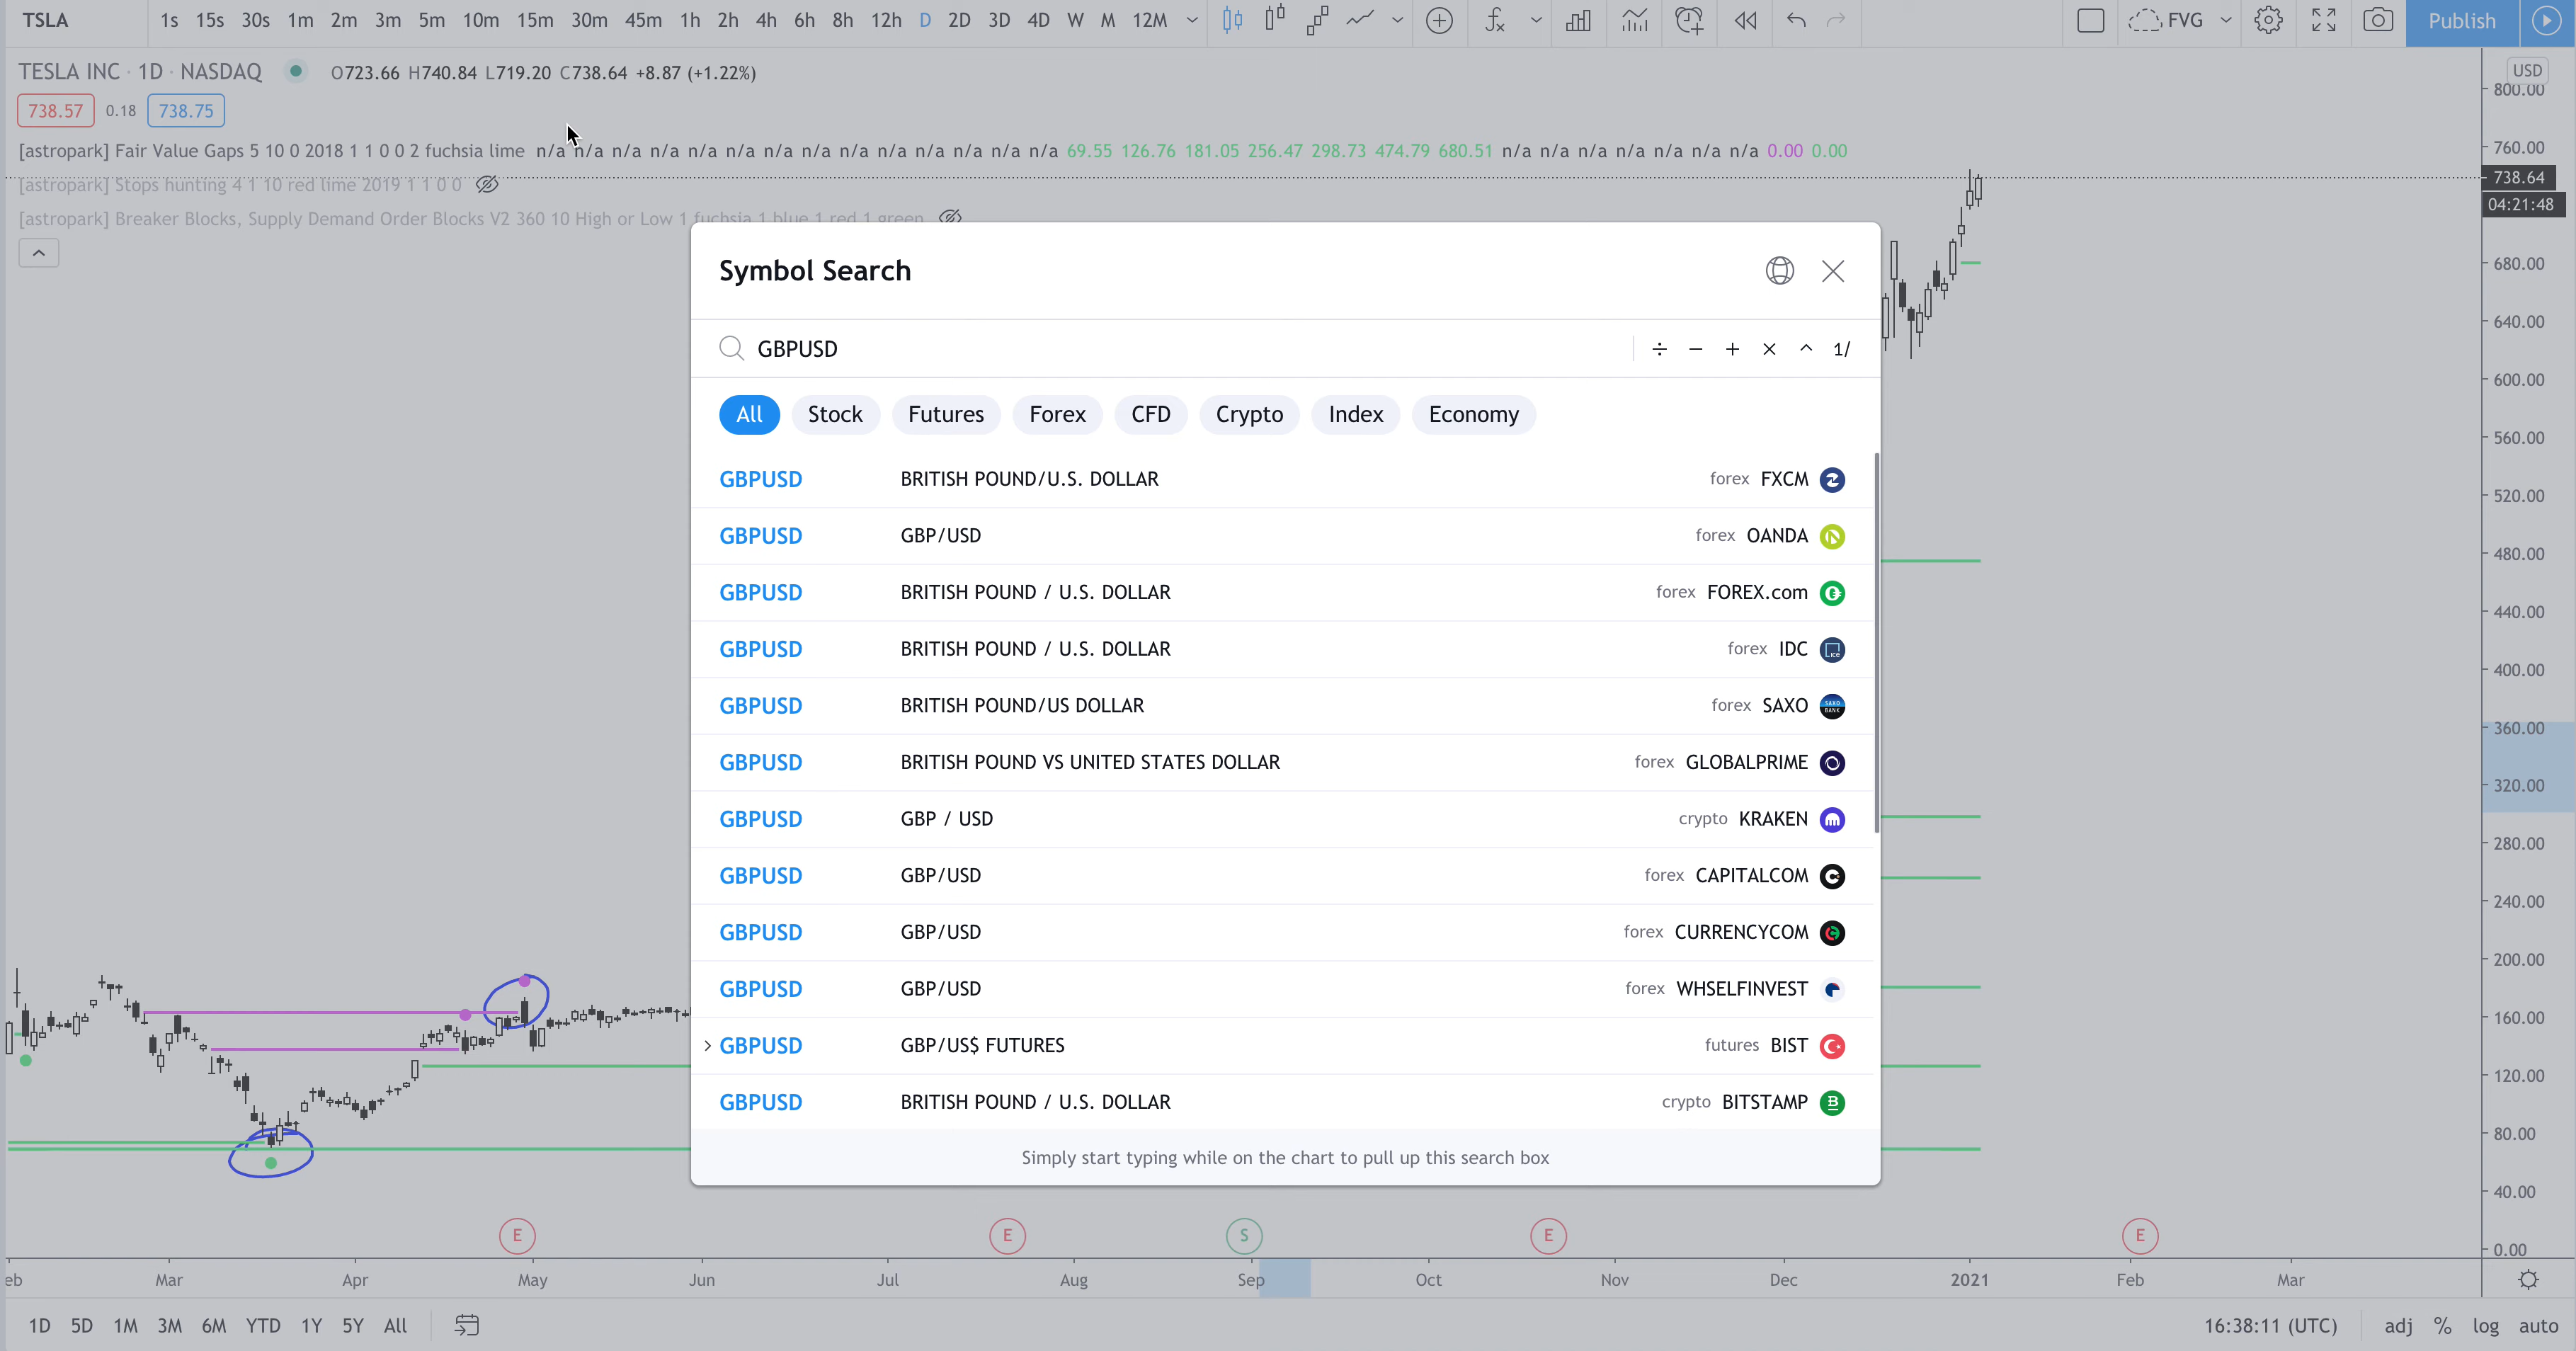 TSLA 1s 15s 30s 1m 2m 3m 5m 10m 15m 30m 45m 1h 2h 4h 6h 8h 12h D 2D 3D 4D W M 12M FVG Publish
TESLA INC · 1D · NASDAQ O723.66 H740.84 L719.20 C738.64 +8.87 (+1.22%)
USD
800.00
738.57 0.18 738.75
[astropark] Fair Value Gaps 5 10 0 2018 1 1 0 0 2 fuchsia lime n/a n/a n/a n/a n/a n/a n/a n/a n/a n/a n/a n/a n/a n/a 69.55 126.76 181.05 256.47 298.73 474.79 680.51 n/a n/a n/a n/a n/a n/a n/a 0.00 0.00
760.00
[astropark] Stops hunting 4 1 10 red lime 2019 1 1 0 0
738.64
04:21:48
[astropark] Breaker Blocks, Supply Demand Order Blocks V2 360 10 High or Low 1 fuchsia 1 blue 1 red 1 green
Symbol Search
680.00
640.00
GBPUSD ÷ − + × ^ 1/
600.00
All Stock Futures Forex CFD Crypto Index Economy
560.00
GBPUSD BRITISH POUND/U.S. DOLLAR forex FXCM
520.00
GBPUSD GBP/USD forex OANDA
480.00
GBPUSD BRITISH POUND / U.S. DOLLAR forex FOREX.com
440.00
GBPUSD BRITISH POUND / U.S. DOLLAR forex IDC ice
400.00
GBPUSD BRITISH POUND/US DOLLAR forex SAXO SAXO BANK
360.00
GBPUSD BRITISH POUND VS UNITED STATES DOLLAR forex GLOBALPRIME
320.00
GBPUSD GBP / USD crypto KRAKEN
280.00
GBPUSD GBP/USD forex CAPITALCOM
240.00
GBPUSD GBP/USD forex CURRENCYCOM
200.00
GBPUSD GBP/USD forex WHSELFINVEST
160.00
GBPUSD GBP/US$ FUTURES futures BIST
120.00
GBPUSD BRITISH POUND / U.S. DOLLAR crypto BITSTAMP
80.00
Simply start typing while on the chart to pull up this search box
40.00
E E S E E
0.00
eb Mar Apr May Jun Jul Aug Sep Oct Nov Dec 2021 Feb Mar
1D 5D 1M 3M 6M YTD 1Y 5Y All 16:38:11 (UTC) adj % log auto